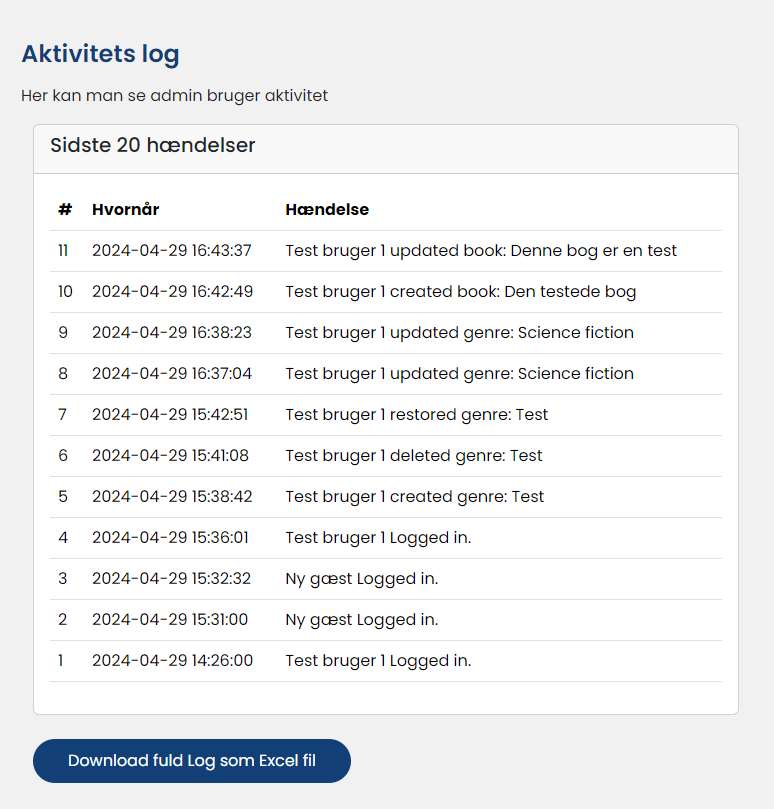 Aktivitets log
Her kan man se admin bruger aktivitet
Sidste 20 hændelser
# Hvornår Hændelse
11 2024-04-29 16:43:37 Test bruger 1 updated book: Denne bog er en test
10 2024-04-29 16:42:49 Test bruger 1 created book: Den testede bog
9 2024-04-29 16:38:23 Test bruger 1 updated genre: Science fiction
8 2024-04-29 16:37:04 Test bruger 1 updated genre: Science fiction
7 2024-04-29 15:42:51 Test bruger 1 restored genre: Test
6 2024-04-29 15:41:08 Test bruger 1 deleted genre: Test
5 2024-04-29 15:38:42 Test bruger 1 created genre: Test
4 2024-04-29 15:36:01 Test bruger 1 Logged in.
3 2024-04-29 15:32:32 Ny gæst Logged in.
2 2024-04-29 15:31:00 Ny gæst Logged in.
1 2024-04-29 14:26:00 Test bruger 1 Logged in.
Download fuld Log som Excel fil